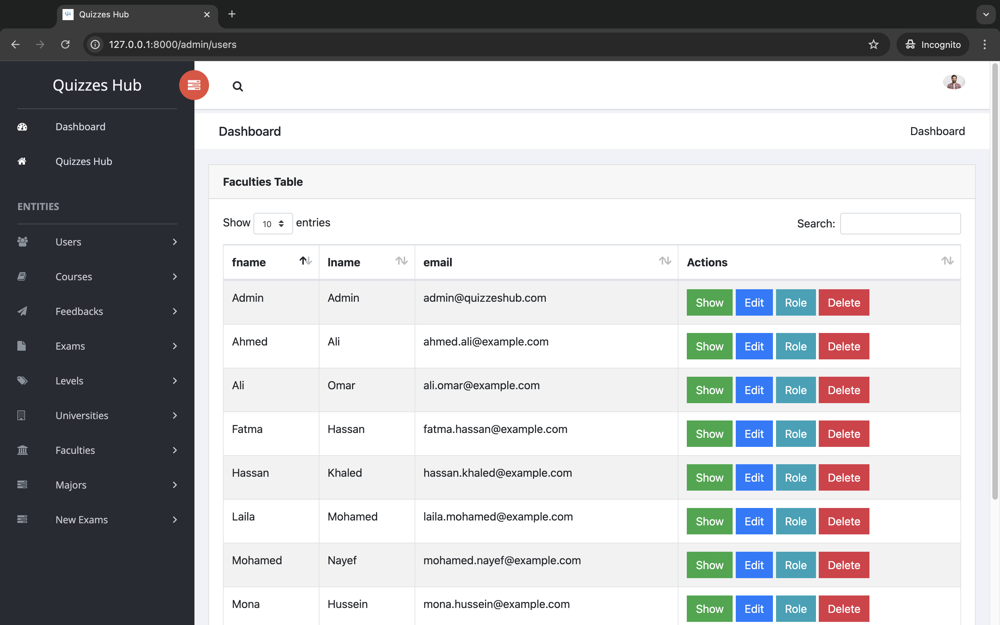 Quizzes Hub
127.0.0.1:8000/admin/users
Incognito
Quizzes Hub
Dashboard
Quizzes Hub
ENTITIES
Users
Courses
Feedbacks
Exams
Levels
Universities
Faculties
Majors
New Exams
Dashboard Dashboard
Faculties Table
Show 10 entries Search:
fname lname email Actions
Admin Admin admin@quizzeshub.com Show Edit Role Delete
Ahmed Ali ahmed.ali@example.com Show Edit Role Delete
Ali Omar ali.omar@example.com Show Edit Role Delete
Fatma Hassan fatma.hassan@example.com Show Edit Role Delete
Hassan Khaled hassan.khaled@example.com Show Edit Role Delete
Laila Mohamed laila.mohamed@example.com Show Edit Role Delete
Mohamed Nayef mohamed.nayef@example.com Show Edit Role Delete
Mona Hussein mona.hussein@example.com Show Edit Role Delete